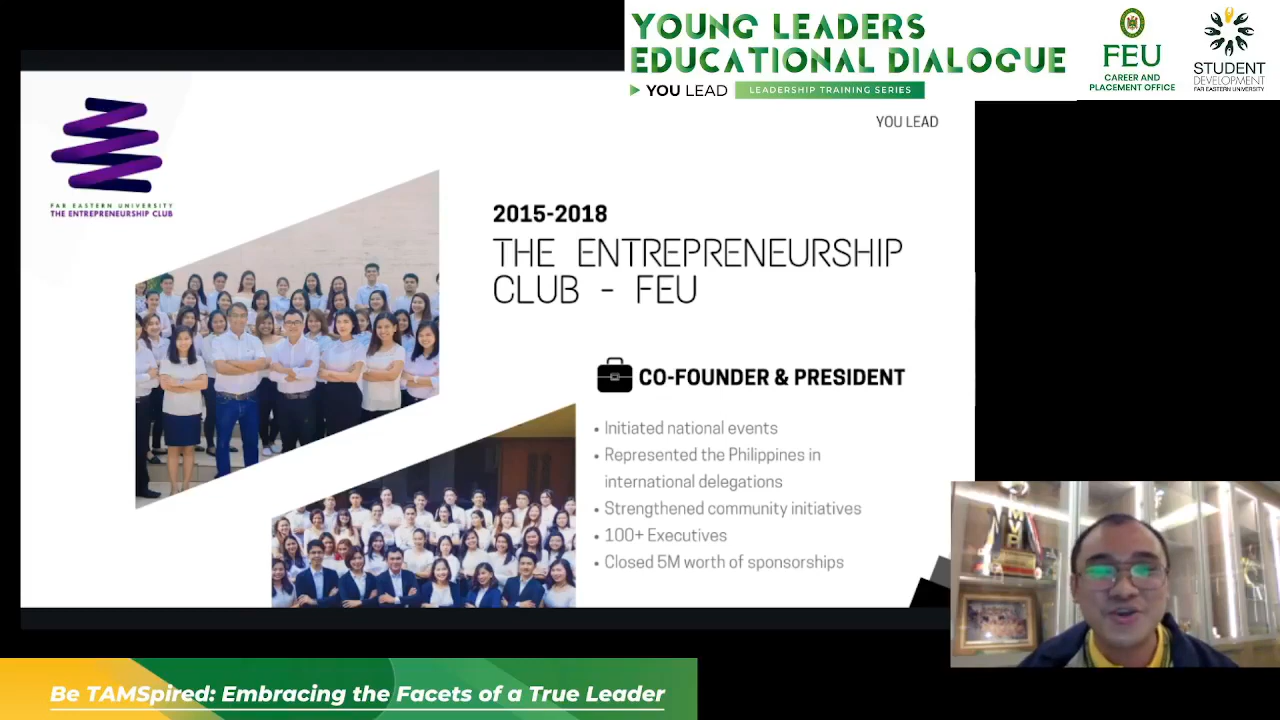 YOUNG LEADERS
EDUCATIONAL DIALOGUE
YOU LEAD
LEADERSHIP TRAINING SERIES
FEU
CAREER AND
PLACEMENT OFFICE
STUDENT
DEVELOPMENT
FAR EASTERN UNIVERSITY
YOU LEAD
FAR EASTERN UNIVERSITY
THE ENTREPRENEURSHIP CLUB
2015-2018
THE ENTREPRENEURSHIP
CLUB - FEU
CO-FOUNDER & PRESIDENT
• Initiated national events
• Represented the Philippines in
international delegations
• Strengthened community initiatives
• 100+ Executives
• Closed 5M worth of sponsorships
Be TAMSpired: Embracing the Facets of a True Leader